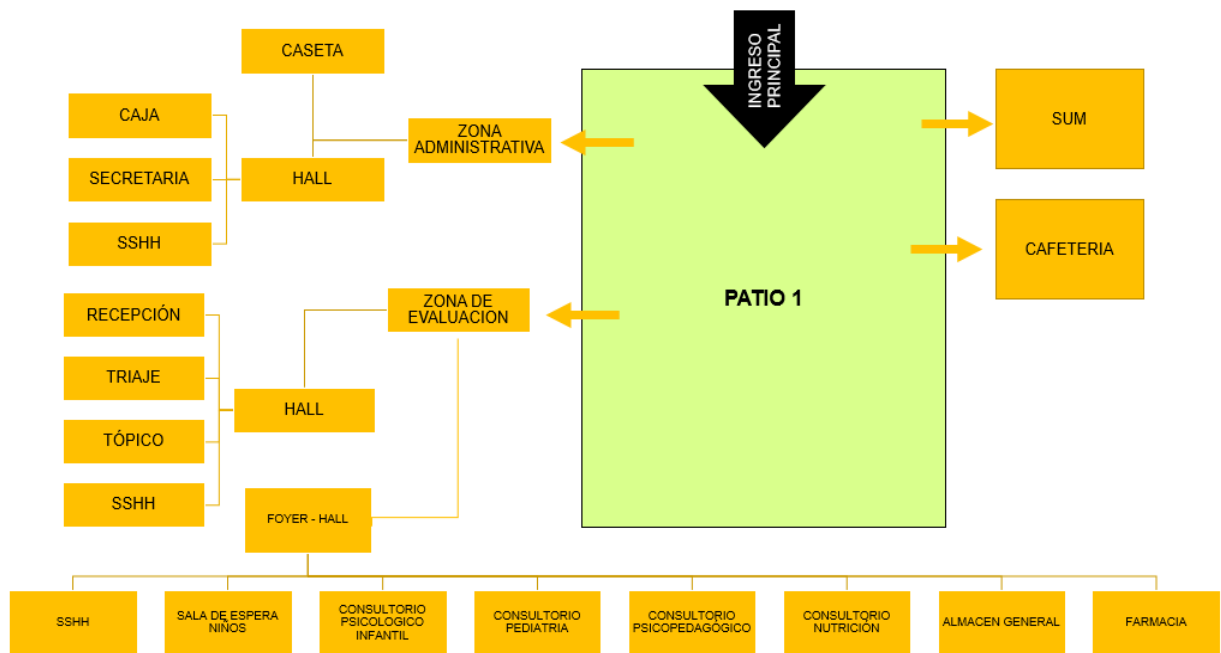 CASETA
INGRESO
PRINCIPAL
CAJA
ZONA
ADMINISTRATIVA
SUM
SECRETARIA
HALL
SSHH
CAFETERIA
RECEPCIÓN
ZONA DE
EVALUACION
PATIO 1
TRIAJE
HALL
TÓPICO
SSHH
FOYER - HALL
SSHH
SALA DE ESPERA
NIÑOS
CONSULTORIO
PSICOLOGICO
INFANTIL
CONSULTORIO
PEDIATRIA
CONSULTORIO
PSICOPEDAGÓGICO
CONSULTORIO
NUTRICIÓN
ALMACEN GENERAL
FARMACIA